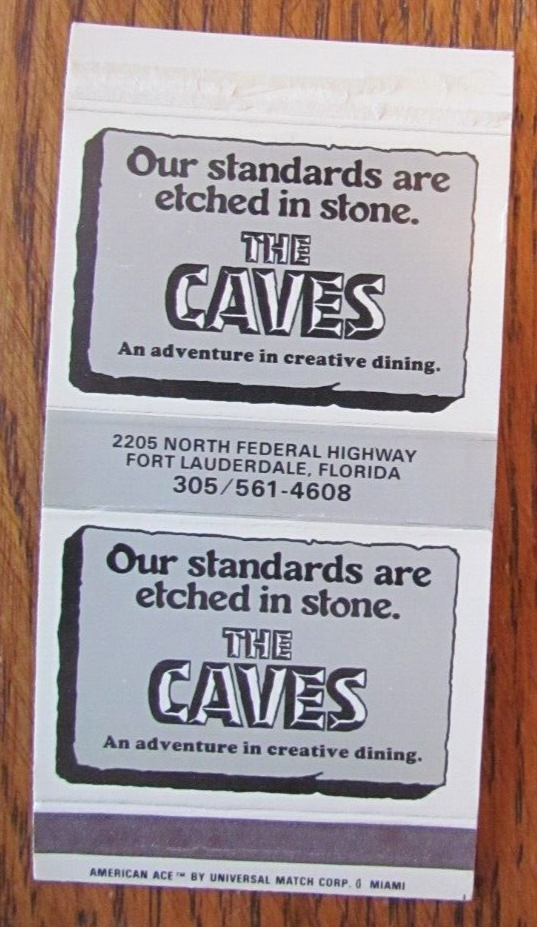 Our standards are
etched in stone.
THE
CAVES
An adventure in creative dining.
2205 NORTH FEDERAL HIGHWAY
FORT LAUDERDALE, FLORIDA
305/561-4608
Our standards are
etched in stone.
THE
CAVES
An adventure in creative dining.
AMERICAN ACE™ BY UNIVERSAL MATCH CORP. MIAMI